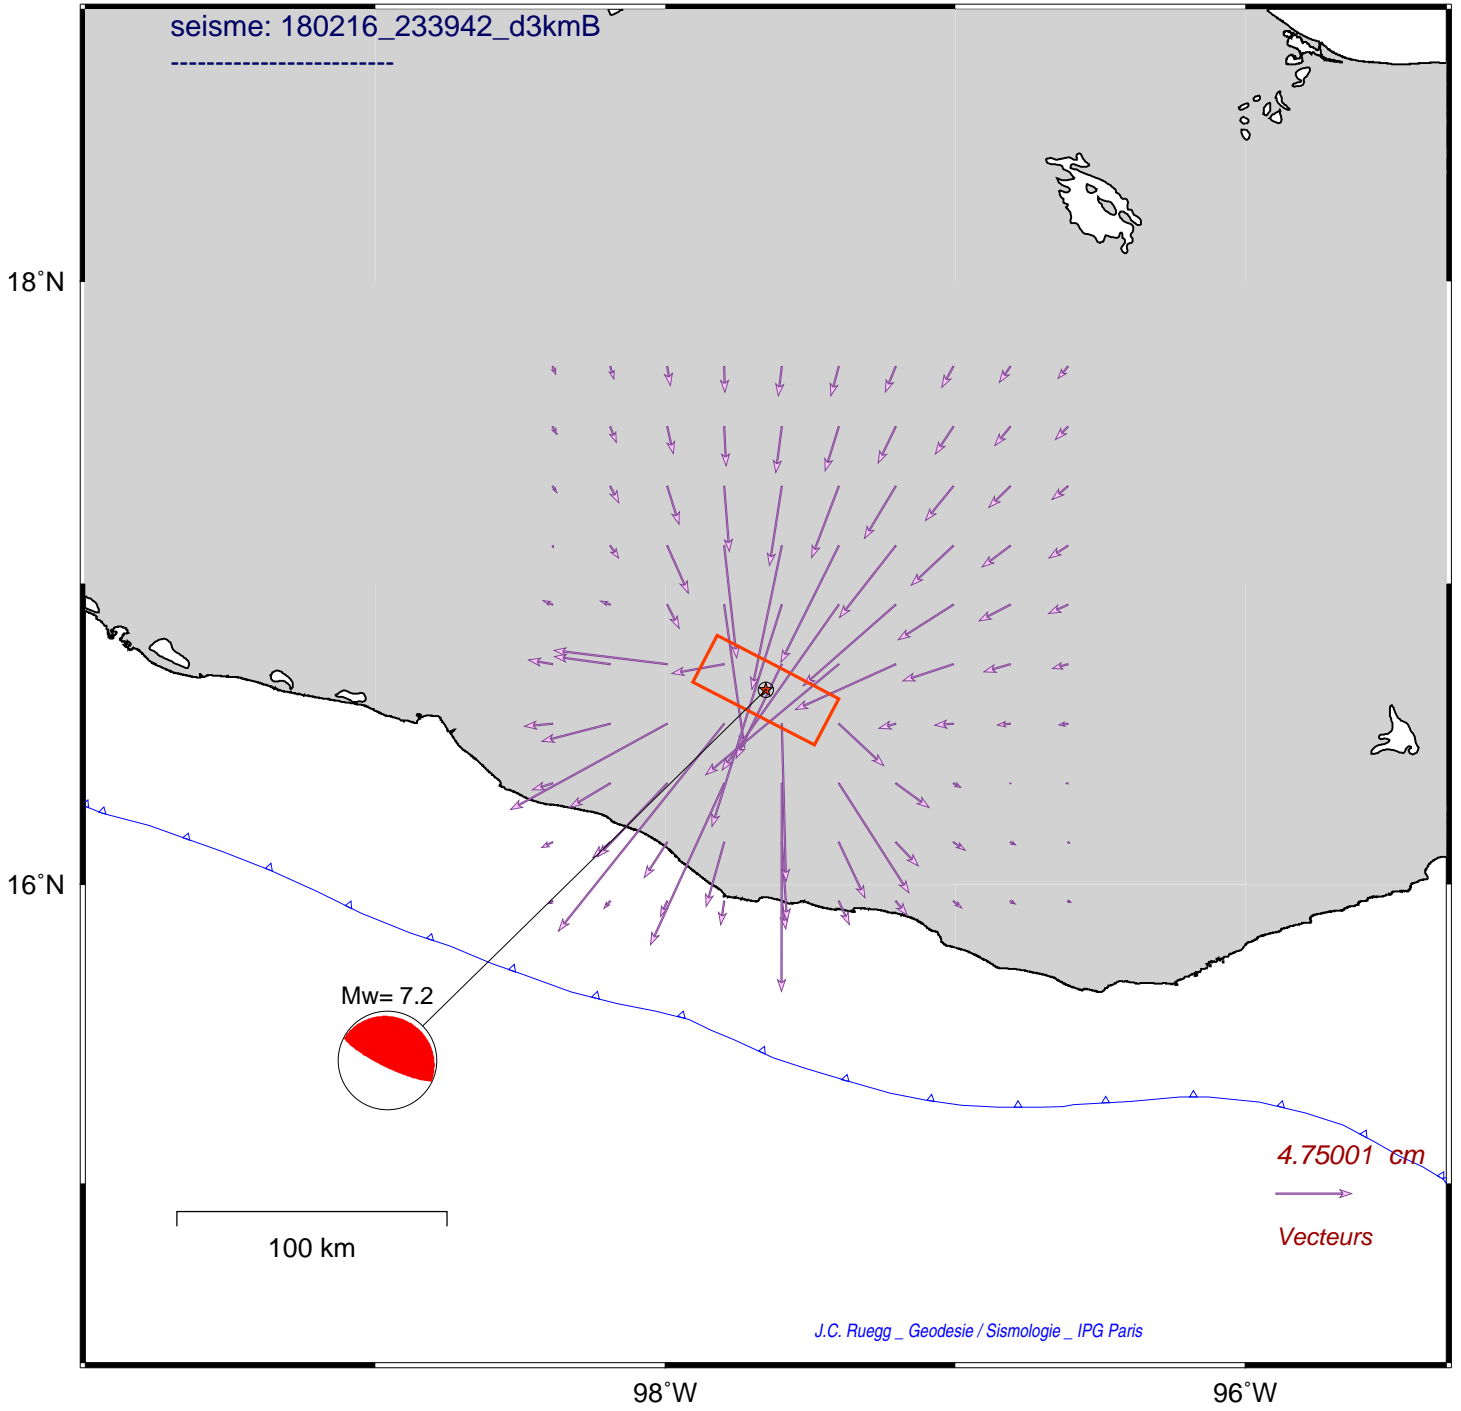 seisme: 180216_233942_d3kmB
-------------------------
18°N
16°N
Mw= 7.2
4.75001 cm
100 km
Vecteurs
J.C. Ruegg _ Geodesie / Sismologie _ IPG Paris
98°W
96°W